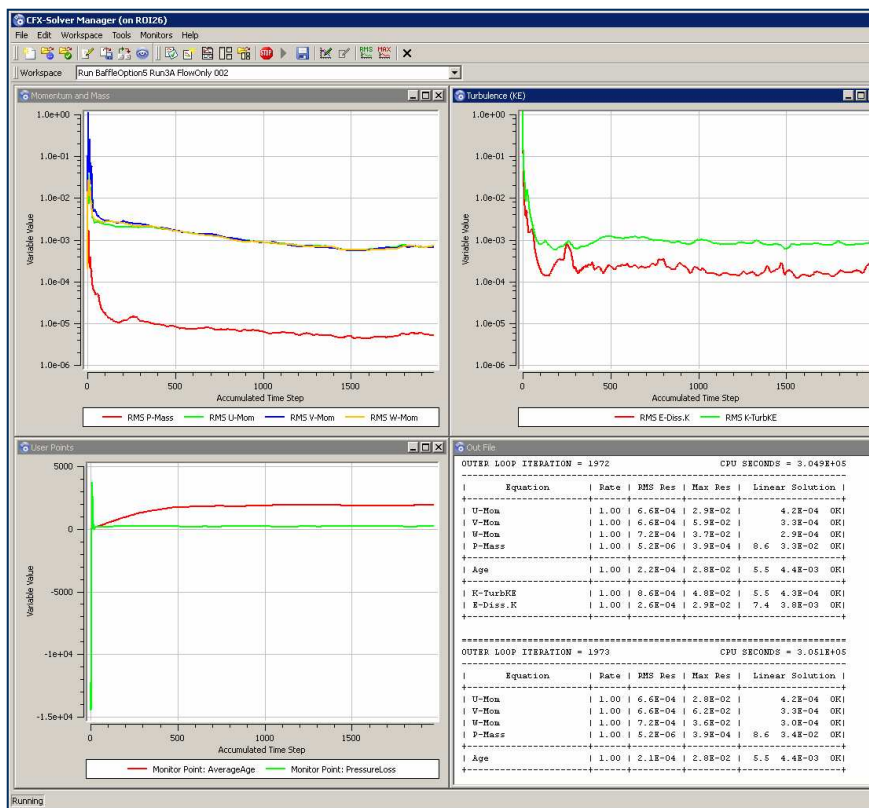 CFX-Solver Manager (on ROI26)
File Edit Workspace Tools Monitors Help
STOP RMS MAX
Workspace Run BaffleOption5 Run3A FlowOnly 002
Momentum and Mass
1.0e+00
1.0e-01
1.0e-02
1.0e-03
1.0e-04
1.0e-05
1.0e-06
Variable Value
0 500 1000 1500
Accumulated Time Step
RMS P-Mass RMS U-Mom RMS V-Mom RMS W-Mom
Turbulence (KE)
1.0e+00
1.0e-01
1.0e-02
1.0e-03
1.0e-04
1.0e-05
1.0e-06
Variable Value
0 500 1000 1500
Accumulated Time Step
RMS E-Diss.K RMS K-TurbKE
User Points
5000
0
-5000
-1e+04
-1.5e+04
Variable Value
0 500 1000 1500
Accumulated Time Step
Monitor Point: AverageAge Monitor Point: PressureLoss
Out File
OUTER LOOP ITERATION = 1972 CPU SECONDS = 3.049E+05
| Equation | Rate | RMS Res | Max Res | Linear Solution |
| U-Mom | 1.00 | 6.6E-04 | 2.9E-02 | 4.2E-04 OK|
| V-Mom | 1.00 | 6.6E-04 | 5.9E-02 | 3.3E-04 OK|
| W-Mom | 1.00 | 7.2E-04 | 3.7E-02 | 2.9E-04 OK|
| P-Mass | 1.00 | 5.2E-06 | 3.9E-04 | 8.6 3.3E-02 OK|
| Age | 1.00 | 2.2E-04 | 2.8E-02 | 5.5 4.4E-03 OK|
| K-TurbKE | 1.00 | 8.6E-04 | 4.8E-02 | 5.5 4.3E-04 OK|
| E-Diss.K | 1.00 | 2.6E-04 | 2.9E-02 | 7.4 3.8E-03 OK|
OUTER LOOP ITERATION = 1973 CPU SECONDS = 3.051E+05
| Equation | Rate | RMS Res | Max Res | Linear Solution |
| U-Mom | 1.00 | 6.6E-04 | 2.8E-02 | 4.2E-04 OK|
| V-Mom | 1.00 | 6.6E-04 | 6.2E-02 | 3.3E-04 OK|
| W-Mom | 1.00 | 7.2E-04 | 3.6E-02 | 3.0E-04 OK|
| P-Mass | 1.00 | 5.2E-06 | 3.9E-04 | 8.6 3.4E-02 OK|
| Age | 1.00 | 2.1E-04 | 2.8E-02 | 5.5 4.4E-03 OK|
Running